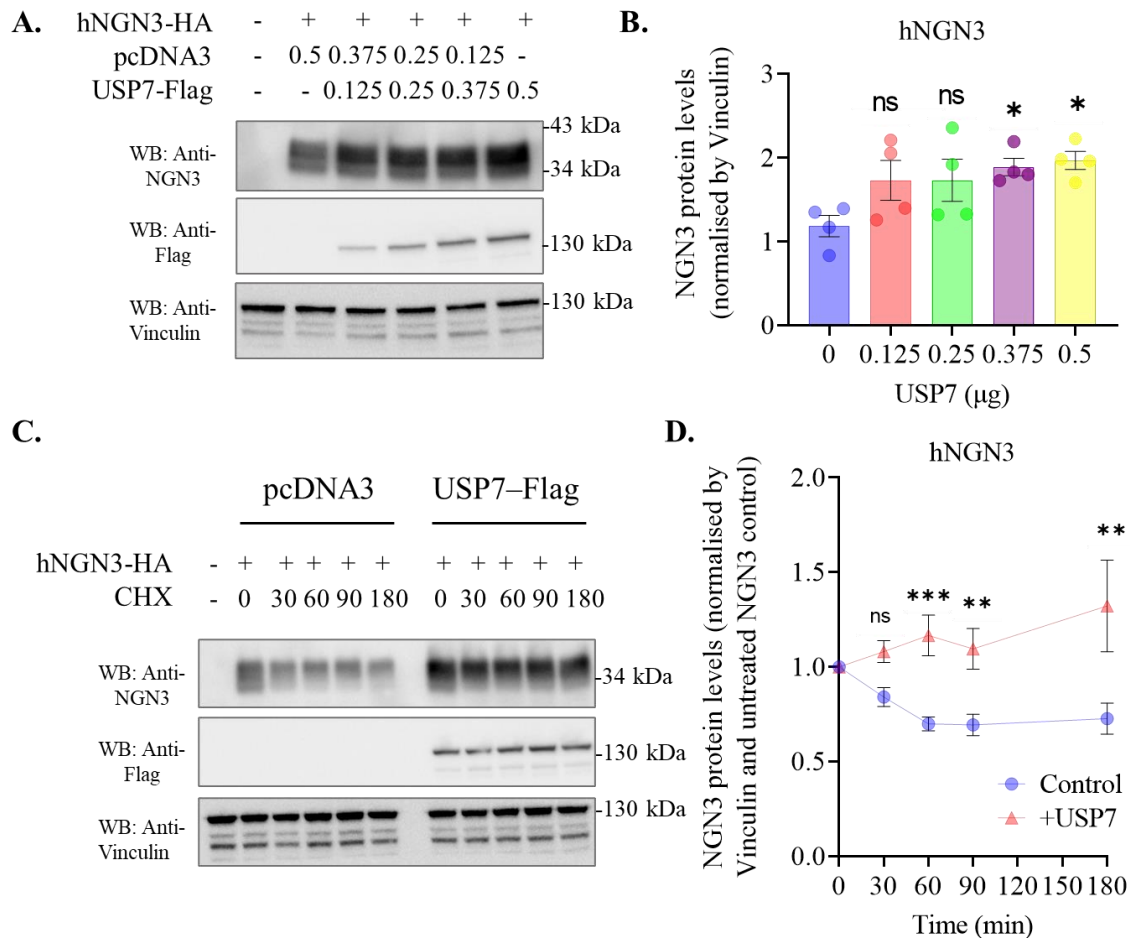 A.
hNGN3-HA - + + + + +
pcDNA3 - 0.5 0.375 0.25 0.125 -
USP7-Flag - - 0.125 0.25 0.375 0.5
WB: Anti-
NGN3
-43 kDa
-34 kDa
WB: Anti-
Flag
-130 kDa
WB: Anti-
Vinculin
-130 kDa
B.
hNGN3
NGN3 protein levels
(normalised by Vinculin)
3
2
1
0
ns ns * *
0 0.125 0.25 0.375 0.5
USP7 (µg)
C.
pcDNA3 USP7–Flag
hNGN3-HA - + + + + + + + + + +
CHX - 0 30 60 90 180 0 30 60 90 180
WB: Anti-
NGN3
-34 kDa
WB: Anti-
Flag
-130 kDa
WB: Anti-
Vinculin
-130 kDa
D.
hNGN3
NGN3 protein levels (normalised by
Vinculin and untreated NGN3 control)
2.0
1.5
1.0
0.5
0.0
ns *** ** **
Control
+USP7
0 30 60 90 120 150 180
Time (min)